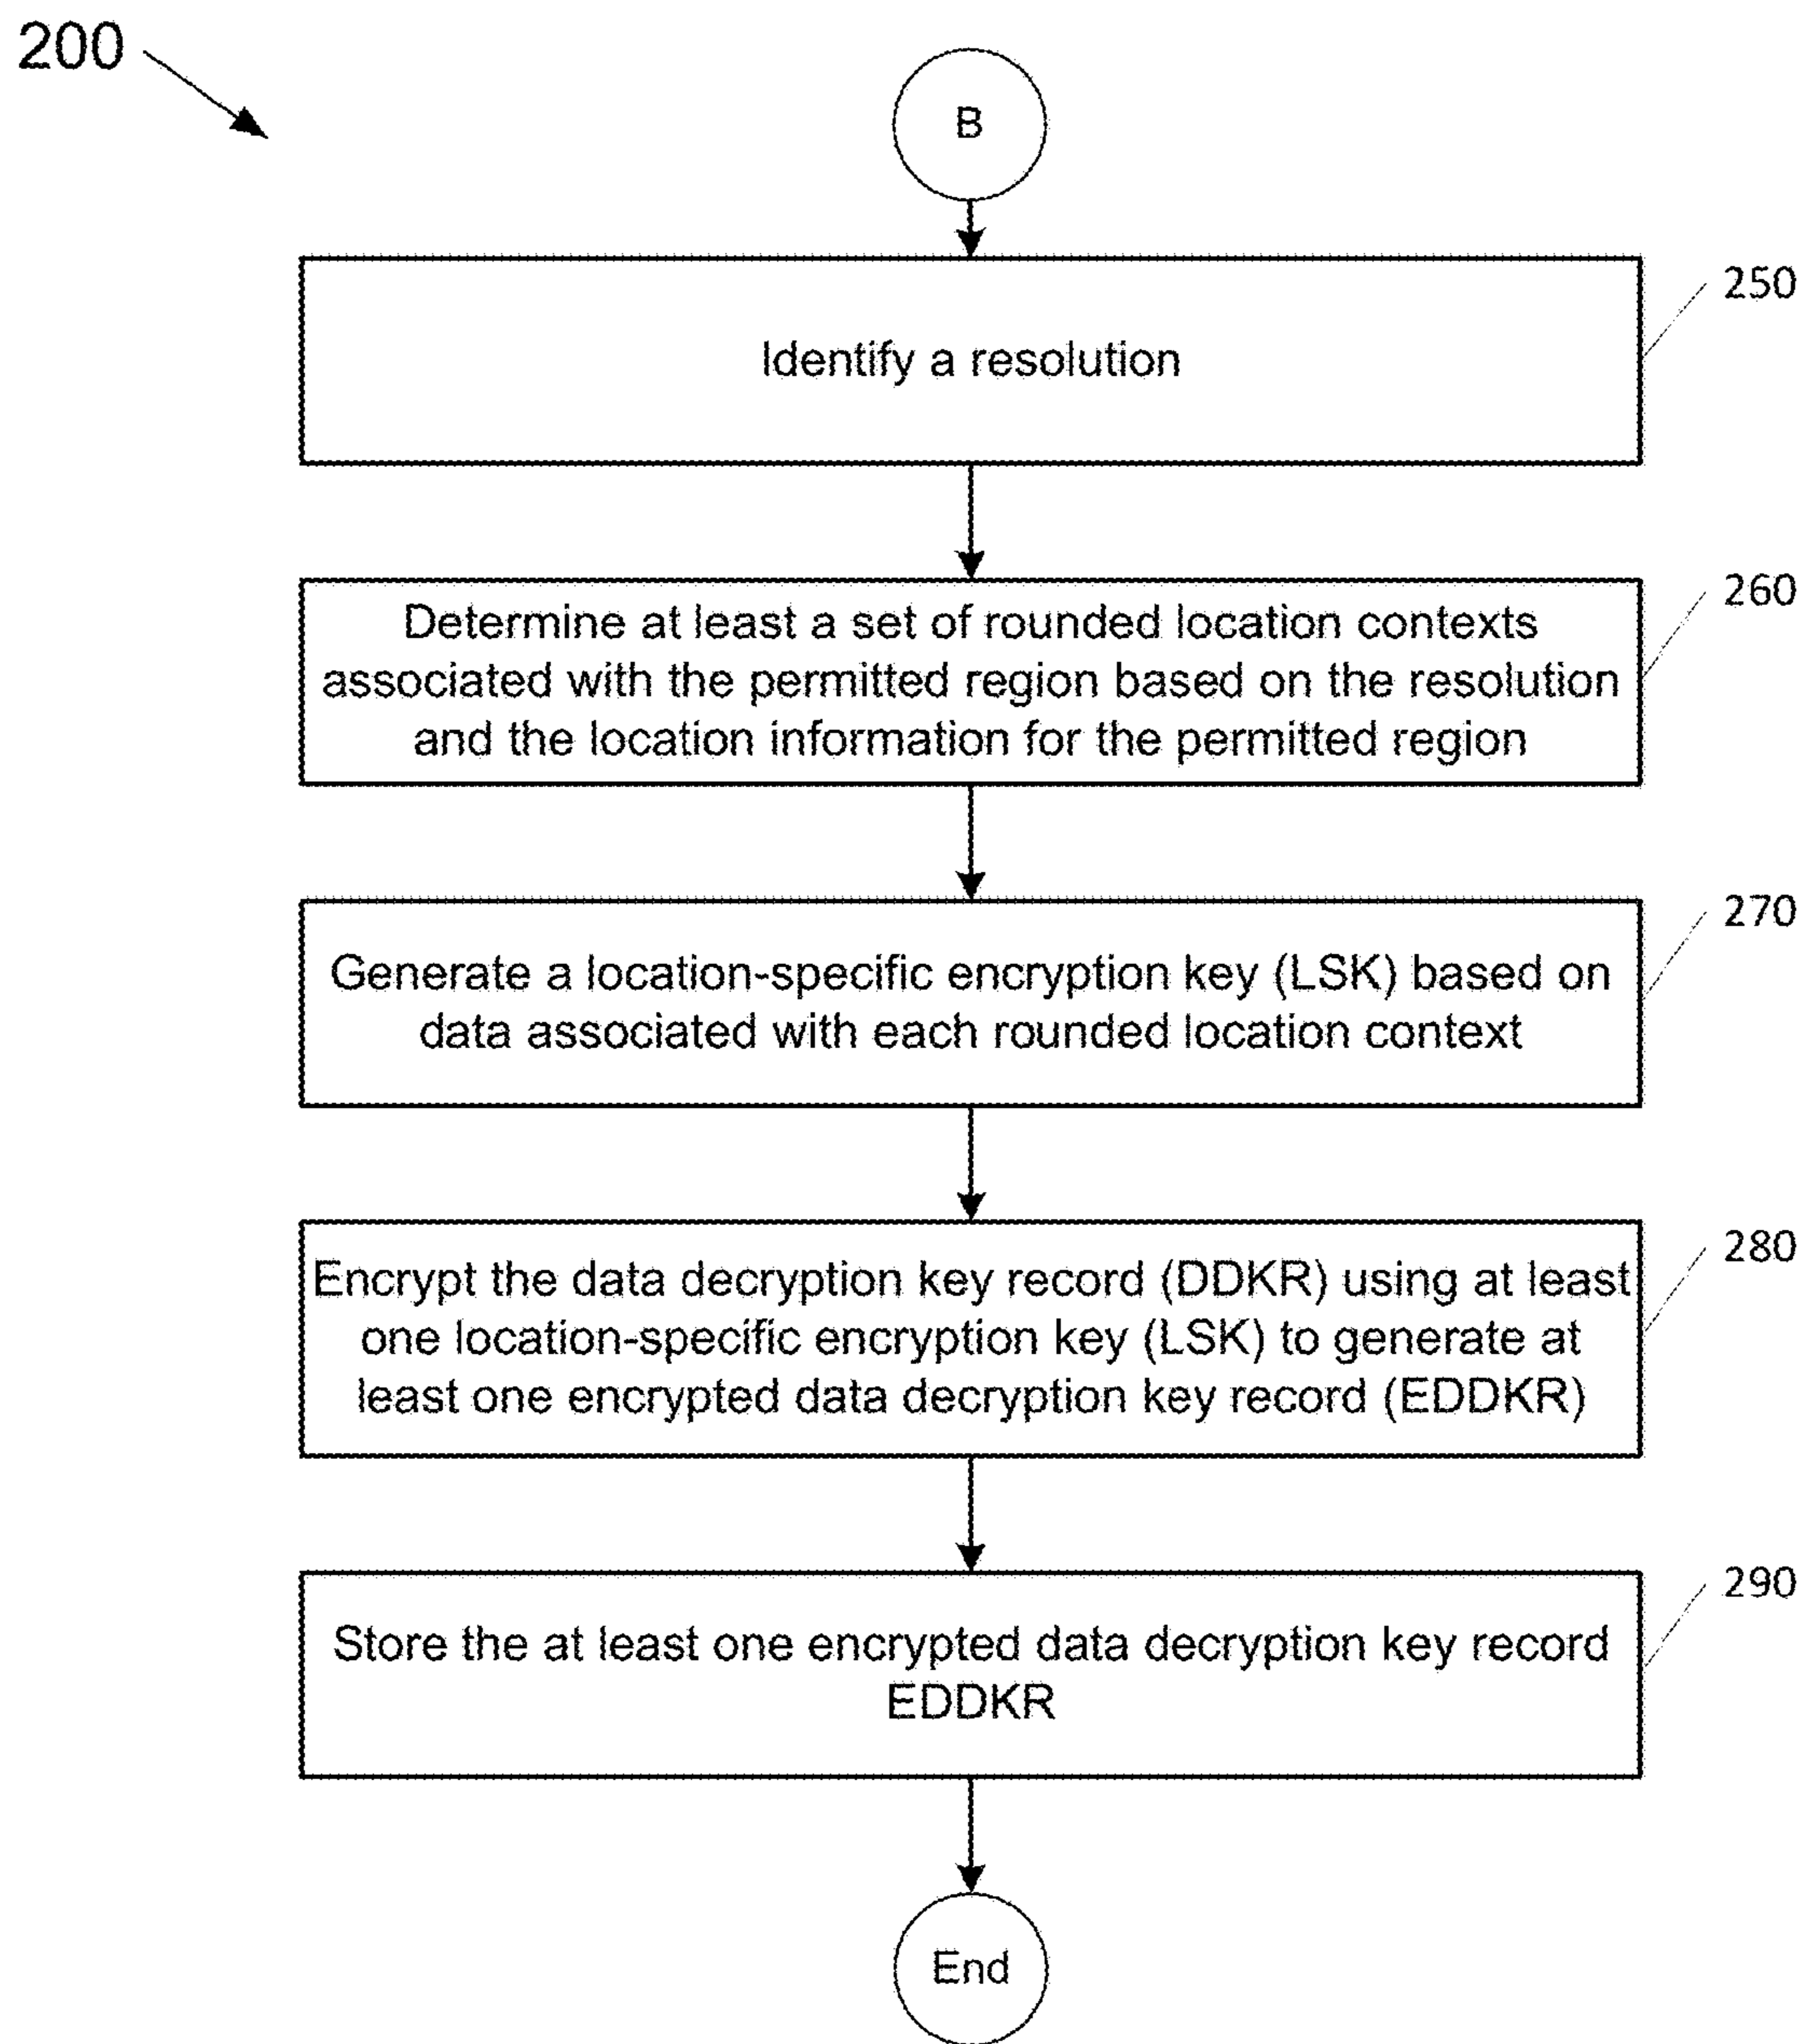 200
B
250
Identify a resolution
260
Determine at least a set of rounded location contexts
associated with the permitted region based on the resolution
and the location information for the permitted region
270
Generate a location-specific encryption key (LSK) based on
data associated with each rounded location context
280
Encrypt the data decryption key record (DDKR) using at least
one location-specific encryption key (LSK) to generate at
least one encrypted data decryption key record (EDDKR)
290
Store the at least one encrypted data decryption key record
EDDKR
End